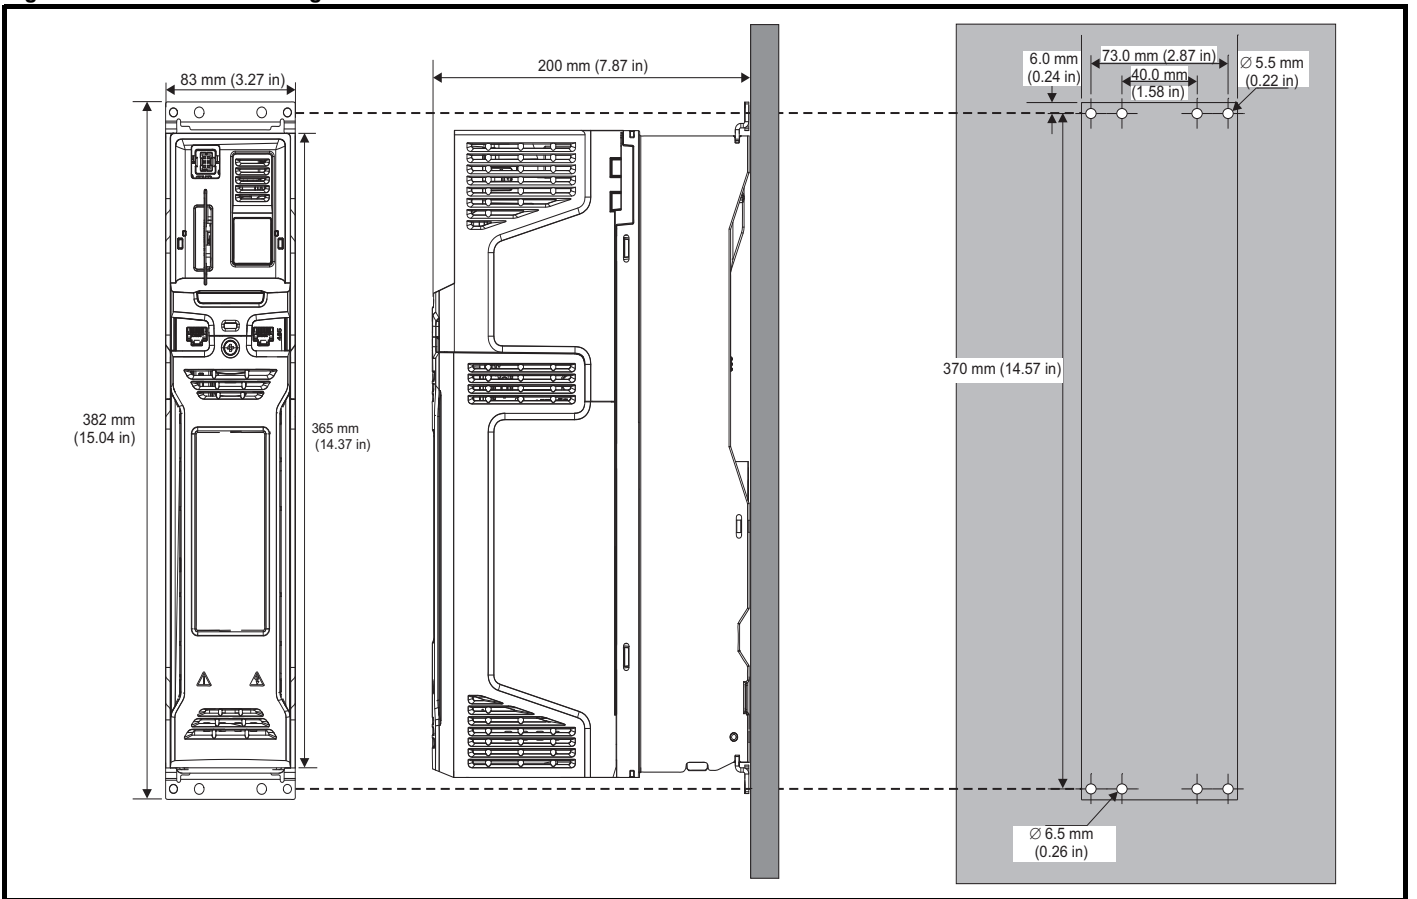 83 mm (3.27 in)
200 mm (7.87 in)
6.0 mm
(0.24 in)
73.0 mm (2.87 in)
40.0 mm
(1.58 in)
∅ 5.5 mm
(0.22 in)
370 mm (14.57 in)
382 mm
(15.04 in)
365 mm
(14.37 in)
∅ 6.5 mm
(0.26 in)